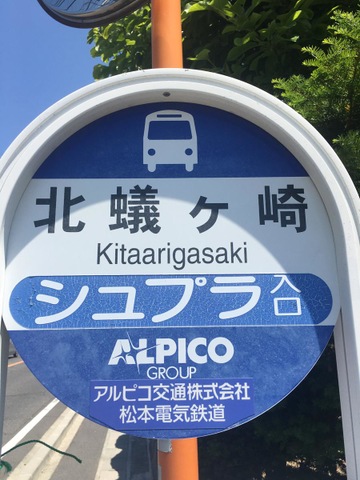 北蟻ヶ崎
Kitaarigasaki
シュプラ入口
ALPICO
GROUP
アルピコ交通株式会社
松本電気鉄道